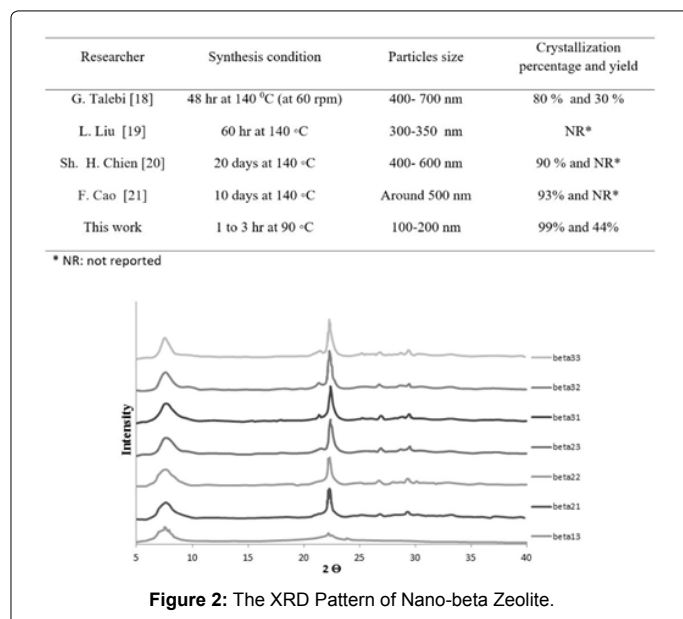 Researcher Synthesis condition Particles size Crystallization percentage and yield
G. Talebi [18] 48 hr at 140 ⁰C (at 60 rpm) 400- 700 nm 80 % and 30 %
L. Liu [19] 60 hr at 140 ◦C 300-350 nm NR*
Sh. H. Chien [20] 20 days at 140 ◦C 400- 600 nm 90 % and NR*
F. Cao [21] 10 days at 140 ◦C Around 500 nm 93% and NR*
This work 1 to 3 hr at 90 ◦C 100-200 nm 99% and 44%
* NR: not reported
Intensity
beta33
beta32
beta31
beta23
beta22
beta21
beta13
5 10 15 20 25 30 35 40
2 Θ
Figure 2: The XRD Pattern of Nano-beta Zeolite.